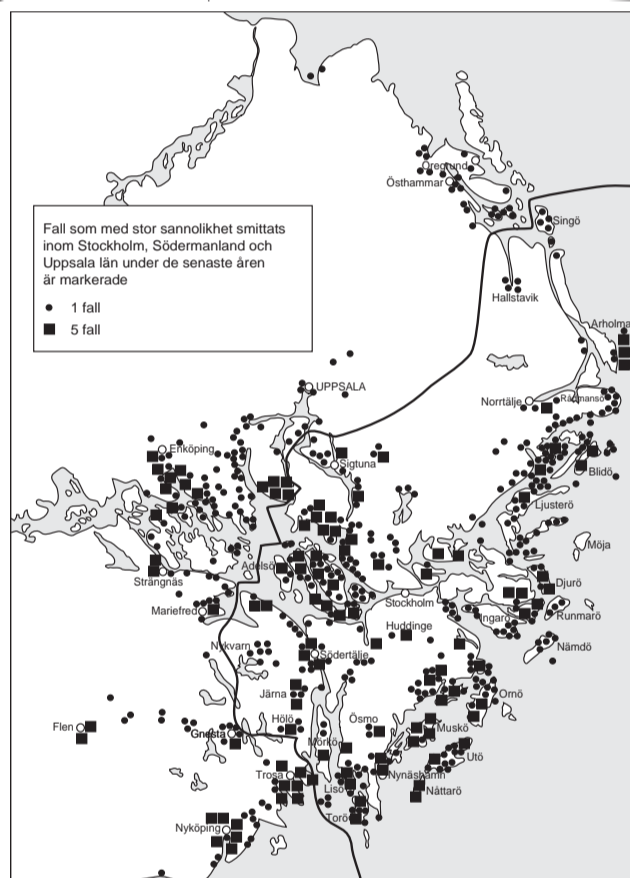 Öregrund
Östhammar
Singö
Fall som med stor sannolikhet smittats
inom Stockholm, Södermanland och
Uppsala län under de senaste åren
är markerade
1 fall
5 fall
Hallstavik
Arholma
UPPSALA
Norrtälje
Rådmansö
Enköping
Sigtuna
Blidö
Ljusterö
Möja
Adelsö
Strängnäs
Djurö
Stockholm
Mariefred
Ingarö
Runmarö
Huddinge
Nämdö
Nykvarn
Södertälje
Järna
Ornö
Hölö
Ösmo
Flen
Gnesta
Muskö
Mörkö
Utö
Trosa
Nynäshamn
Lisö
Nåttarö
Torö
Nyköping